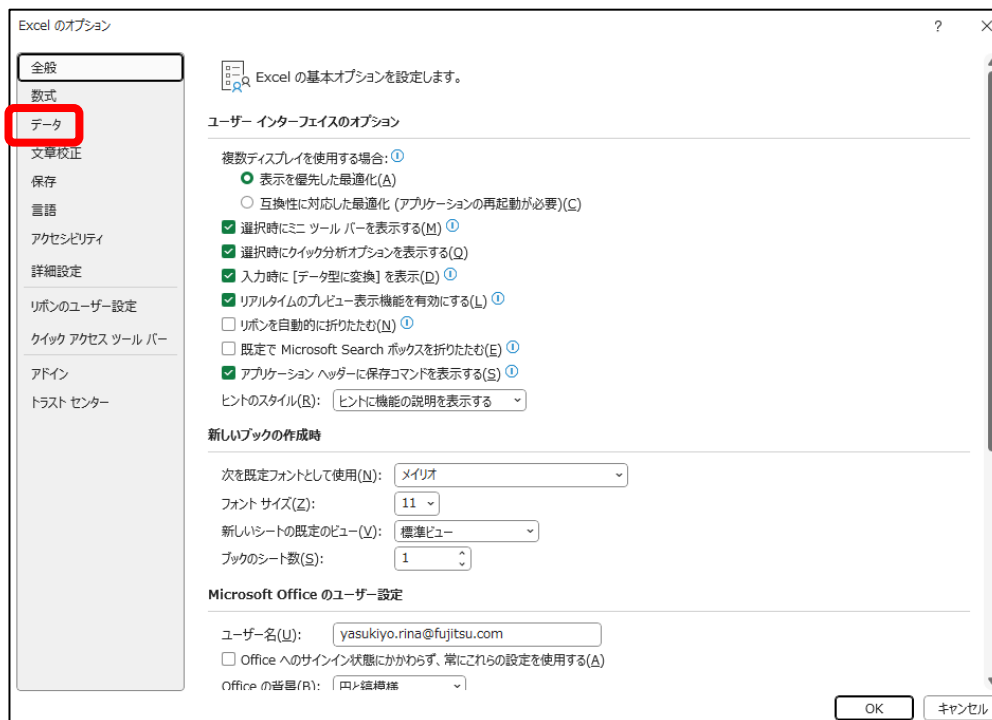 Excel のオプション
?
全般
数式
データ
文章校正
保存
言語
アクセシビリティ
詳細設定
リボンのユーザー設定
クイック アクセス ツール バー
アドイン
トラスト センター
Excel の基本オプションを設定します。
ユーザー インターフェイスのオプション
複数ディスプレイを使用する場合:
表示を優先した最適化(A)
互換性に対応した最適化 (アプリケーションの再起動が必要)(C)
選択時にミニ ツール バーを表示する(M)
選択時にクイック分析オプションを表示する(Q)
入力時に [データ型に変換] を表示(D)
リアルタイムのプレビュー表示機能を有効にする(L)
リボンを自動的に折りたたむ(N)
既定で Microsoft Search ボックスを折りたたむ(E)
アプリケーション ヘッダーに保存コマンドを表示する(S)
ヒントのスタイル(R): ヒントに機能の説明を表示する
新しいブックの作成時
次を既定フォントとして使用(N): メイリオ
フォント サイズ(Z): 11
新しいシートの既定のビュー(V): 標準ビュー
ブックのシート数(S): 1
Microsoft Office のユーザー設定
ユーザー名(U): yasukiyo.rina@fujitsu.com
Office へのサインイン状態にかかわらず、常にこれらの設定を使用する(A)
Office の背景(B): 円と縞模様
OK キャンセル